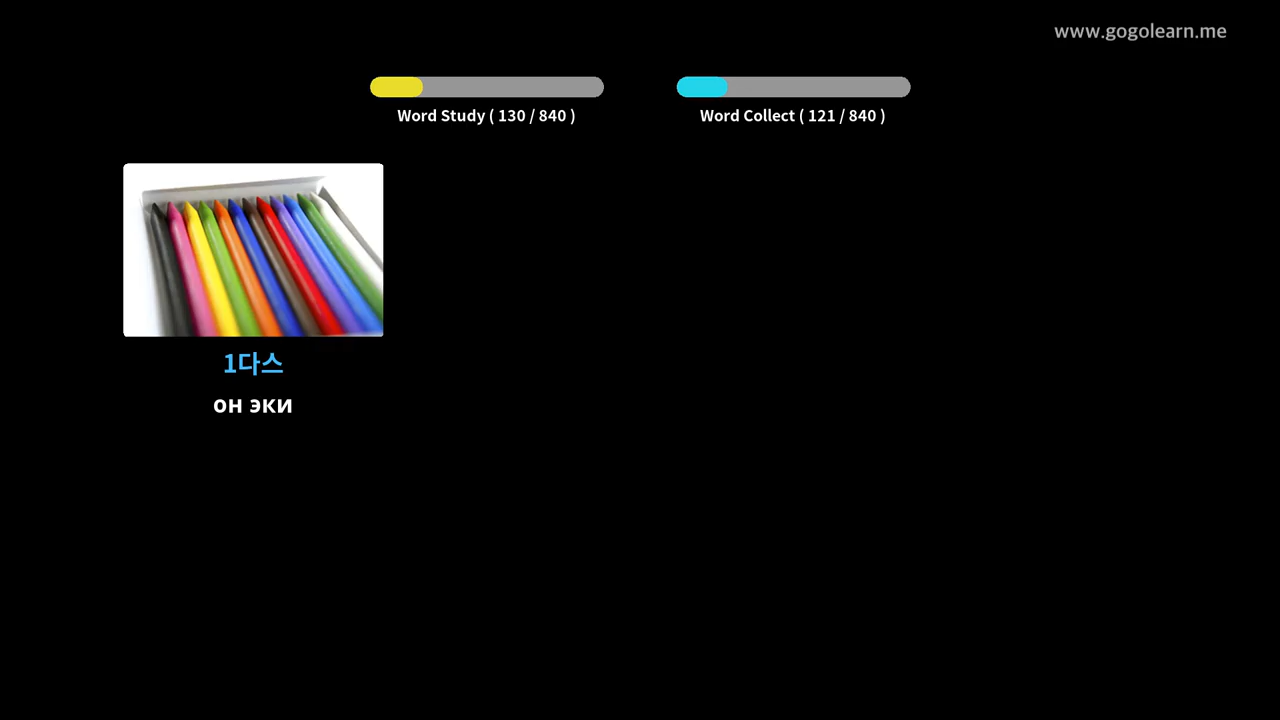 www.gogolearn.me
Word Study ( 130 / 840 )
Word Collect ( 121 / 840 )
1다스
он эки